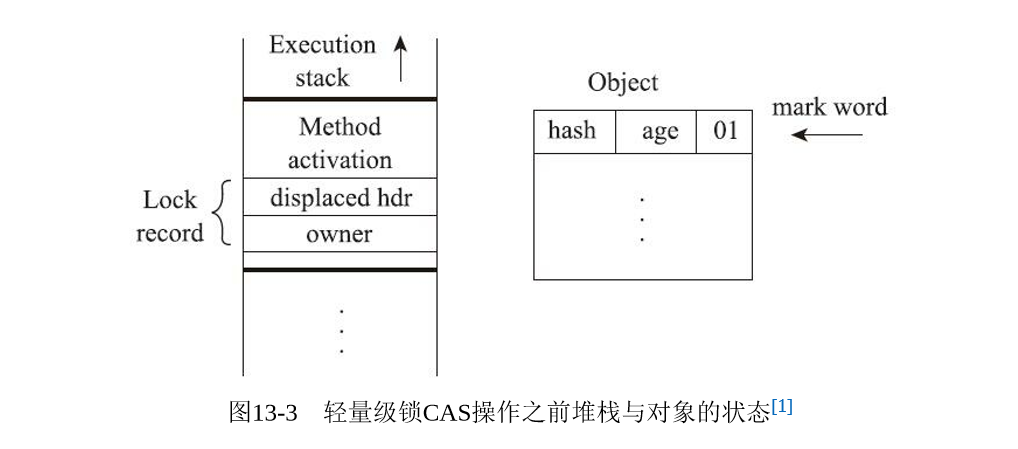 Execution
stack
Method
activation
Lock
record
displaced hdr
owner
Object
mark word
hash age 01
图13-3 轻量级锁CAS操作之前堆栈与对象的状态[1]